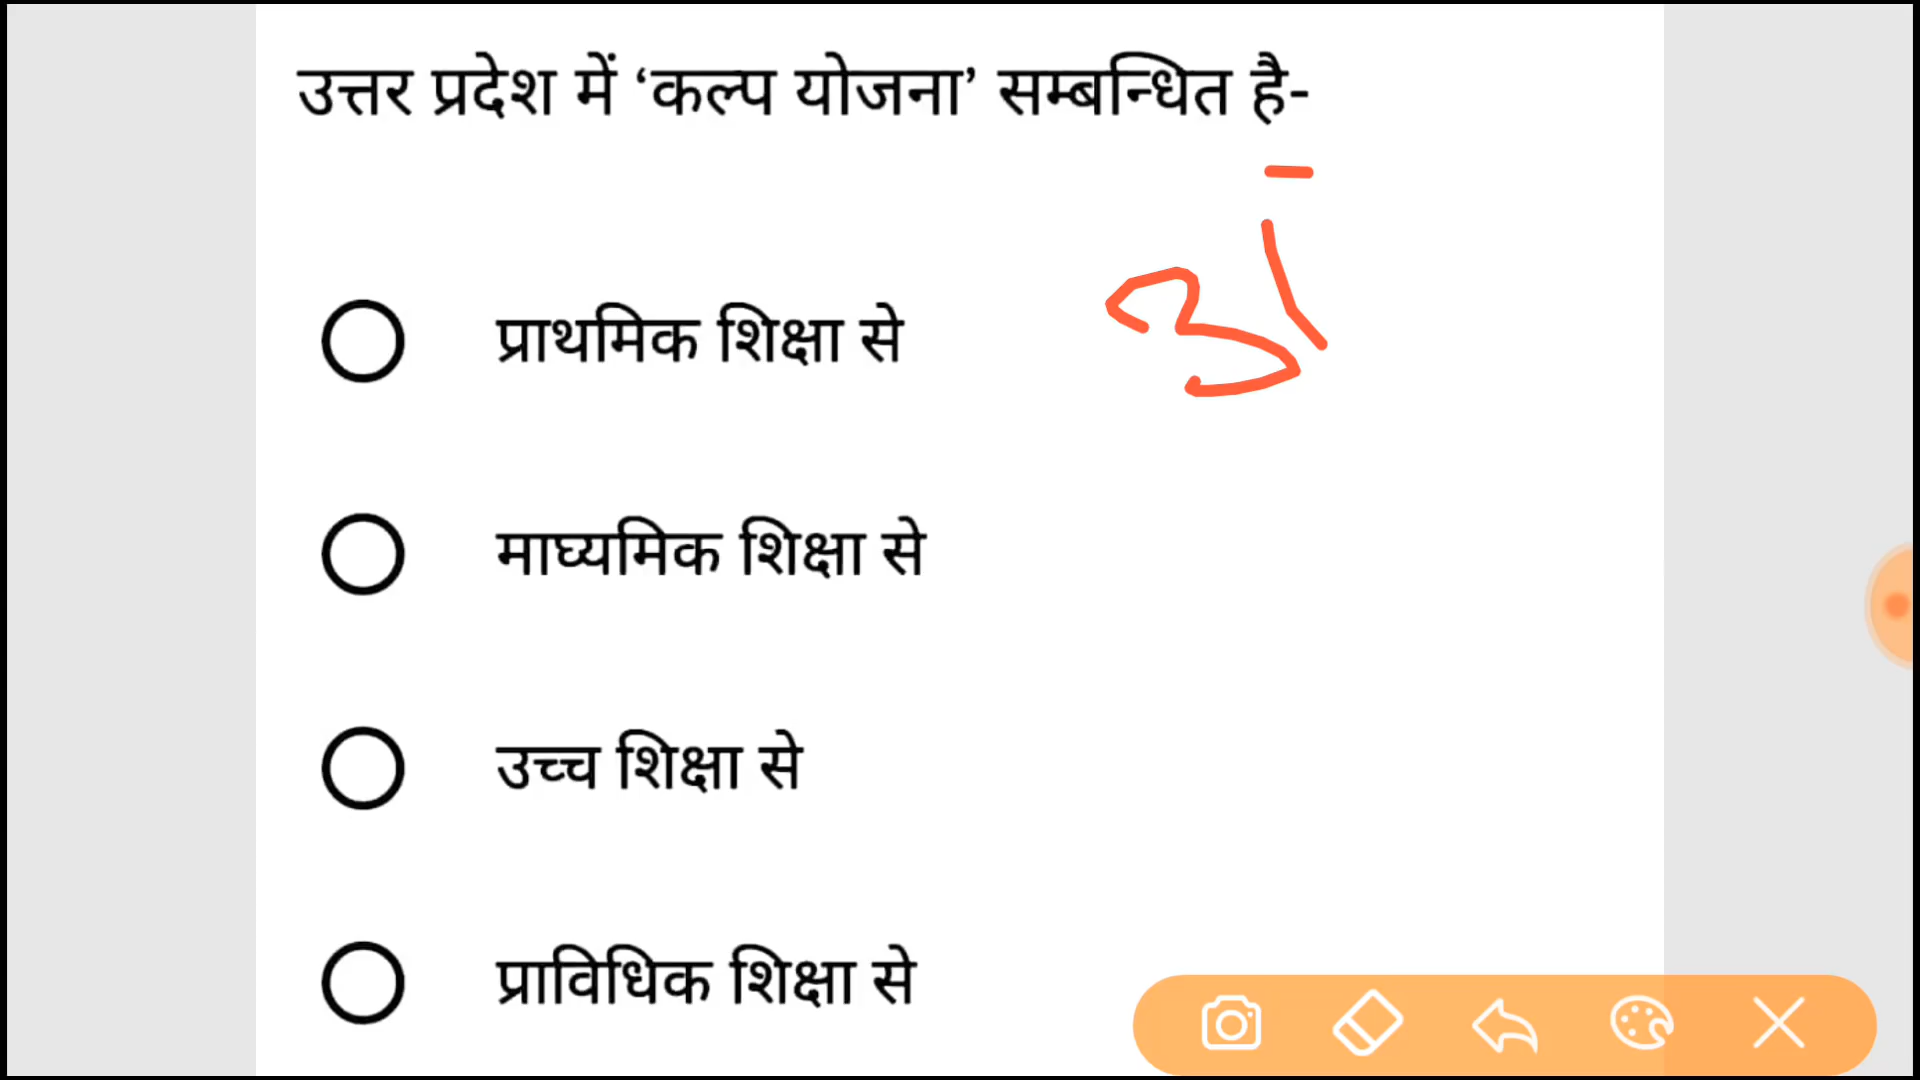 उत्तर प्रदेश में ‘कल्प योजना’ सम्बन्धित है-
प्राथमिक शिक्षा से
माघ्यमिक शिक्षा से
उच्च शिक्षा से
प्राविधिक शिक्षा से